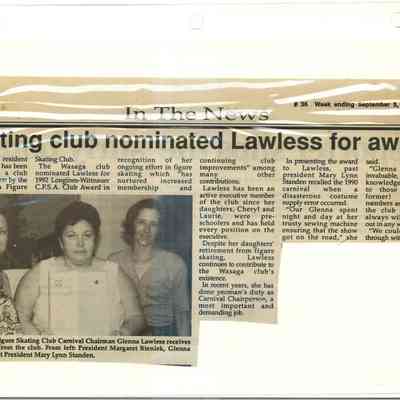 # 36 Week ending september 5,
In The News
ting club nominated Lawless for aw
resident
has been
a club
er by the
Figure
Skating Club.
The Wasaga club
nominated Lawless for
1992 Longines-Wittnauer
C.F.S.A. Club Award in
recognition of her
ongoing effort in figure
skating which "has
nurtured increased
membership and
continuing club
improvements" among
many other
contributions.
Lawless has been an
active executive member
of the club since her
daughters, Cheryl and
Laurie, were pre-
schoolers and has held
every position on the
executive.
Despite her daughters'
retirement from figure
skating, Lawless
continues to contribute to
the Wasaga club's
existence.
In recent years, she has
done yeoman's duty as
Carnival Chairperson, a
most important and
demanding job.
In presenting the award
to Lawless, past
president Mary Lynn
Standen recalled the 1990
carnival when a
disasterous costume
supply error occurred.
"Our Glenna spent
night and day at her
trusty sewing machine
ensuring that the show
get on the road," she
said.
"Glenna
invaluable,
knowledge
to those
former
members an
the club
always will
out to
"We could
through with
igure Skating Club Carnival Chairman Glenna Lawless receives
from the club. From left: President Margaret Bieniek, Glenna
t President Mary Lynn Standen.